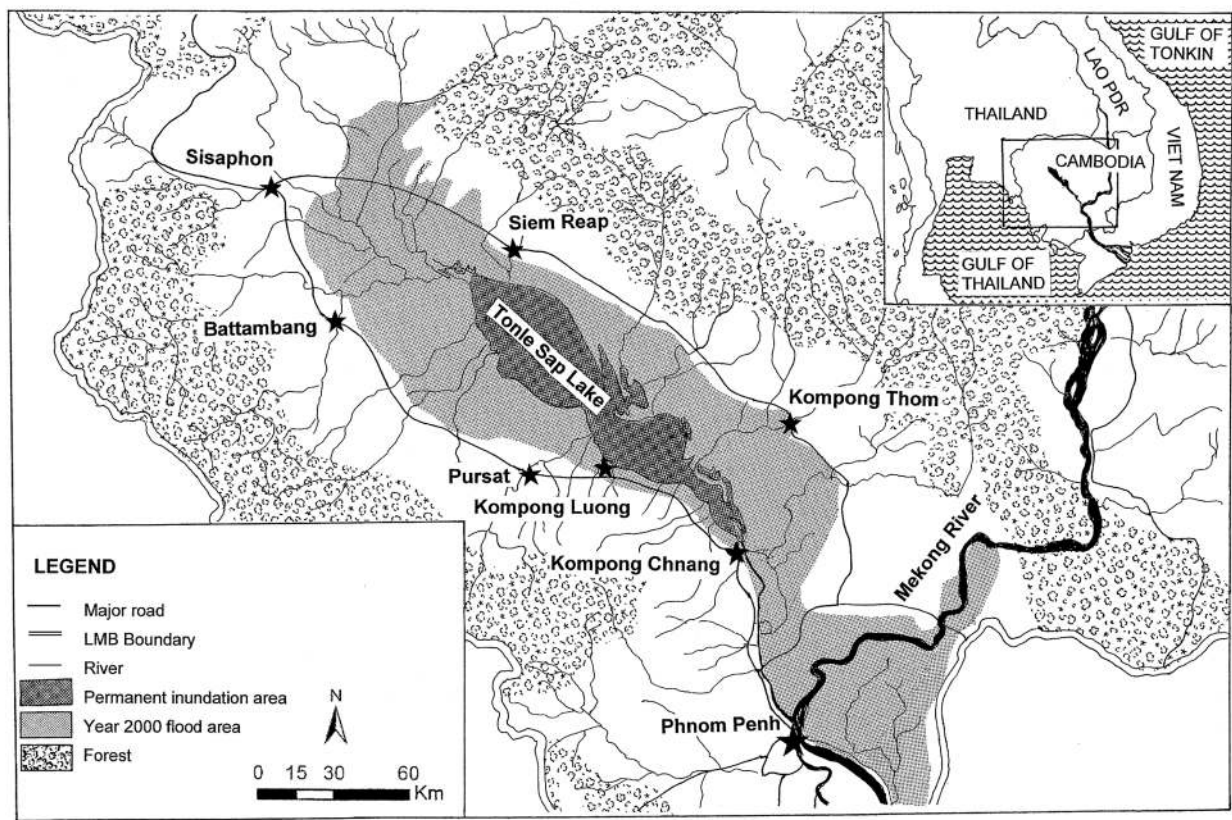 GULF OF
TONKIN
LAO PDR
THAILAND
VIET NAM
CAMBODIA
GULF OF
THAILAND
Sisaphon
Siem Reap
Battambang
Tonle Sap Lake
Kompong Thom
Pursat
Kompong Luong
Kompong Chnang
Mekong River
Phnom Penh
LEGEND
Major road
LMB Boundary
River
Permanent inundation area
Year 2000 flood area
Forest
N
0 15 30 60
Km